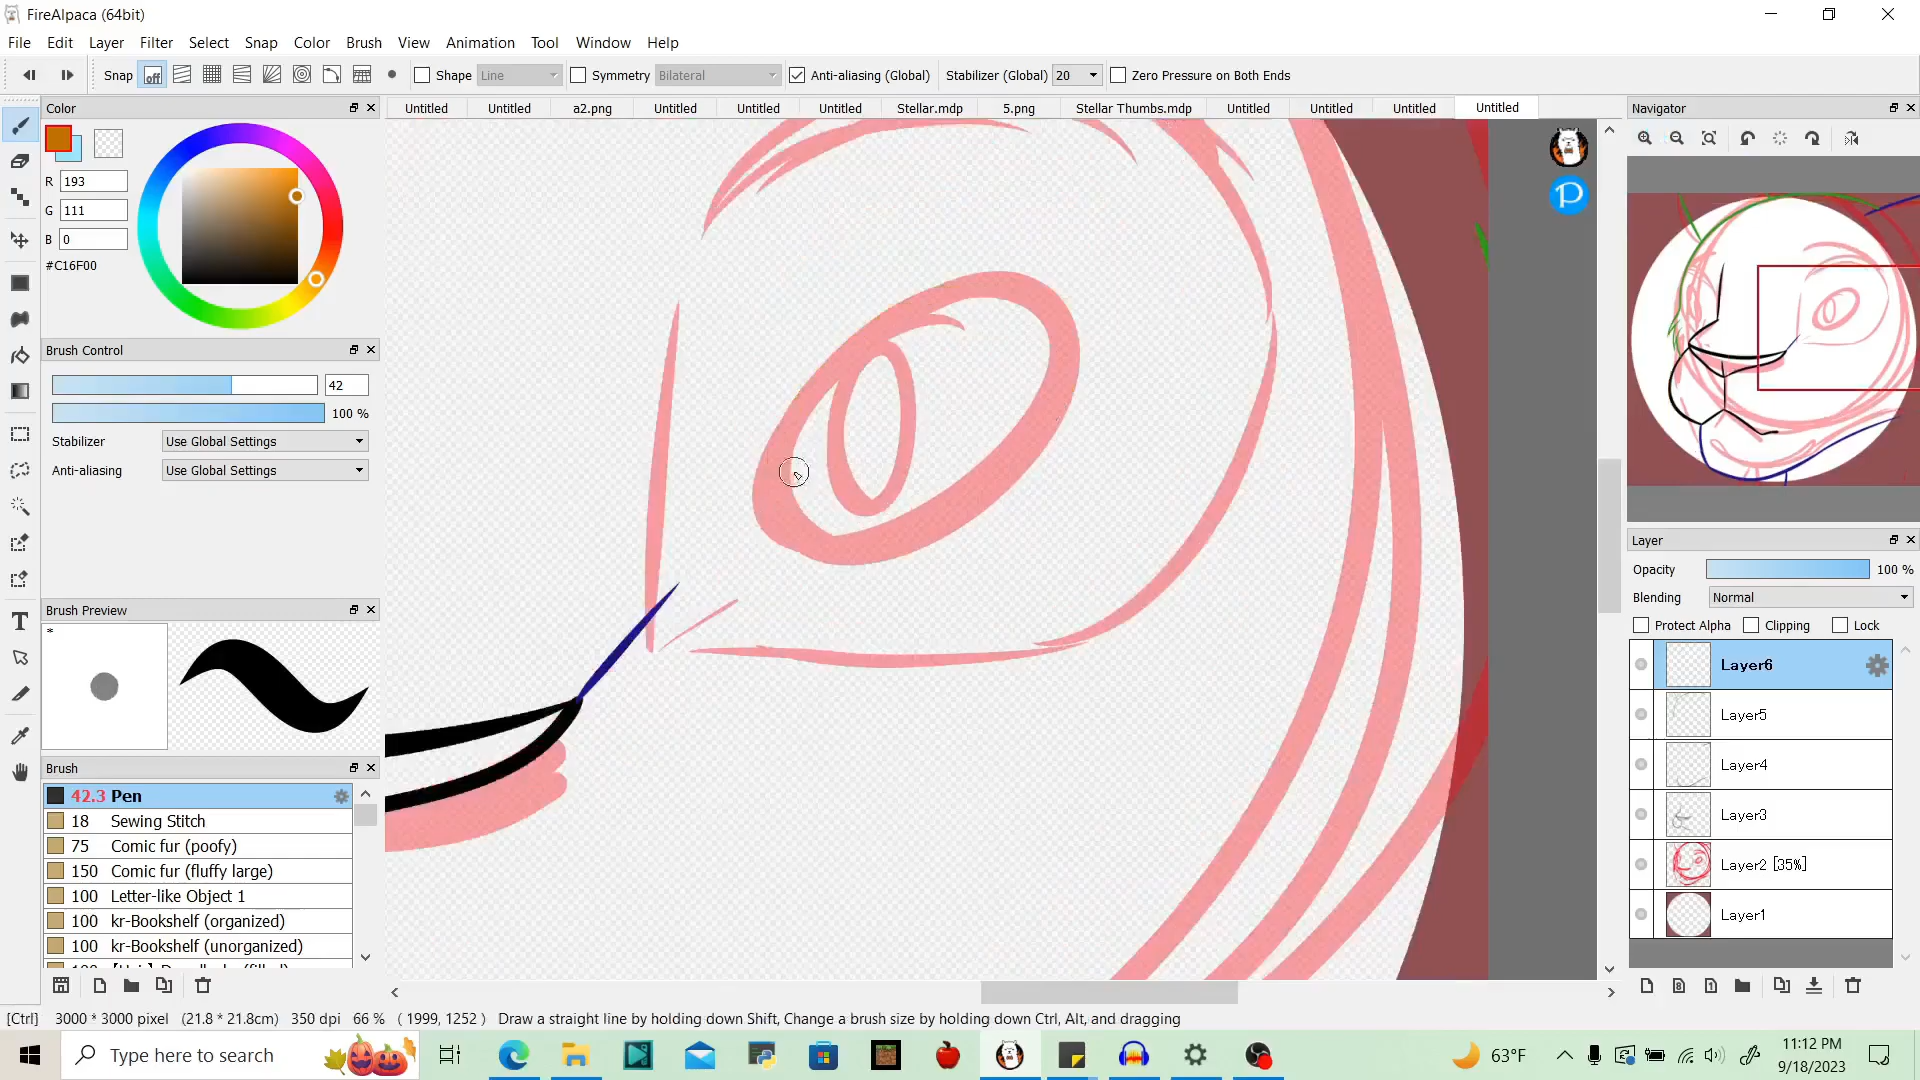 FireAlpaca (64bit)
File Edit Layer Filter Select Snap Color Brush View Animation Tool Window Help
Snap off Shape Line Symmetry Bilateral Anti-aliasing (Global) Stabilizer (Global) 20 Zero Pressure on Both Ends
Color
Untitled Untitled a2.png Untitled Untitled Untitled Stellar.mdp 5.png Stellar Thumbs.mdp Untitled Untitled Untitled Untitled
Navigator
R 193
G 111
B 0
#C16F00
Brush Control
42
100 %
Stabilizer Use Global Settings
Anti-aliasing Use Global Settings
Brush Preview
*
Brush
42.3 Pen
18 Sewing Stitch
75 Comic fur (poofy)
150 Comic fur (fluffy large)
100 Letter-like Object 1
100 kr-Bookshelf (organized)
100 kr-Bookshelf (unorganized)
P
Layer
Opacity 100 %
Blending Normal
Protect Alpha Clipping Lock
Layer6
Layer5
Layer4
Layer3
Layer2 [35%]
Layer1
[Ctrl] 3000 * 3000 pixel (21.8 * 21.8cm) 350 dpi 66 % ( 1999, 1252 ) Draw a straight line by holding down Shift, Change a brush size by holding down Ctrl, Alt, and dragging
Type here to search
63°F
11:12 PM
9/18/2023